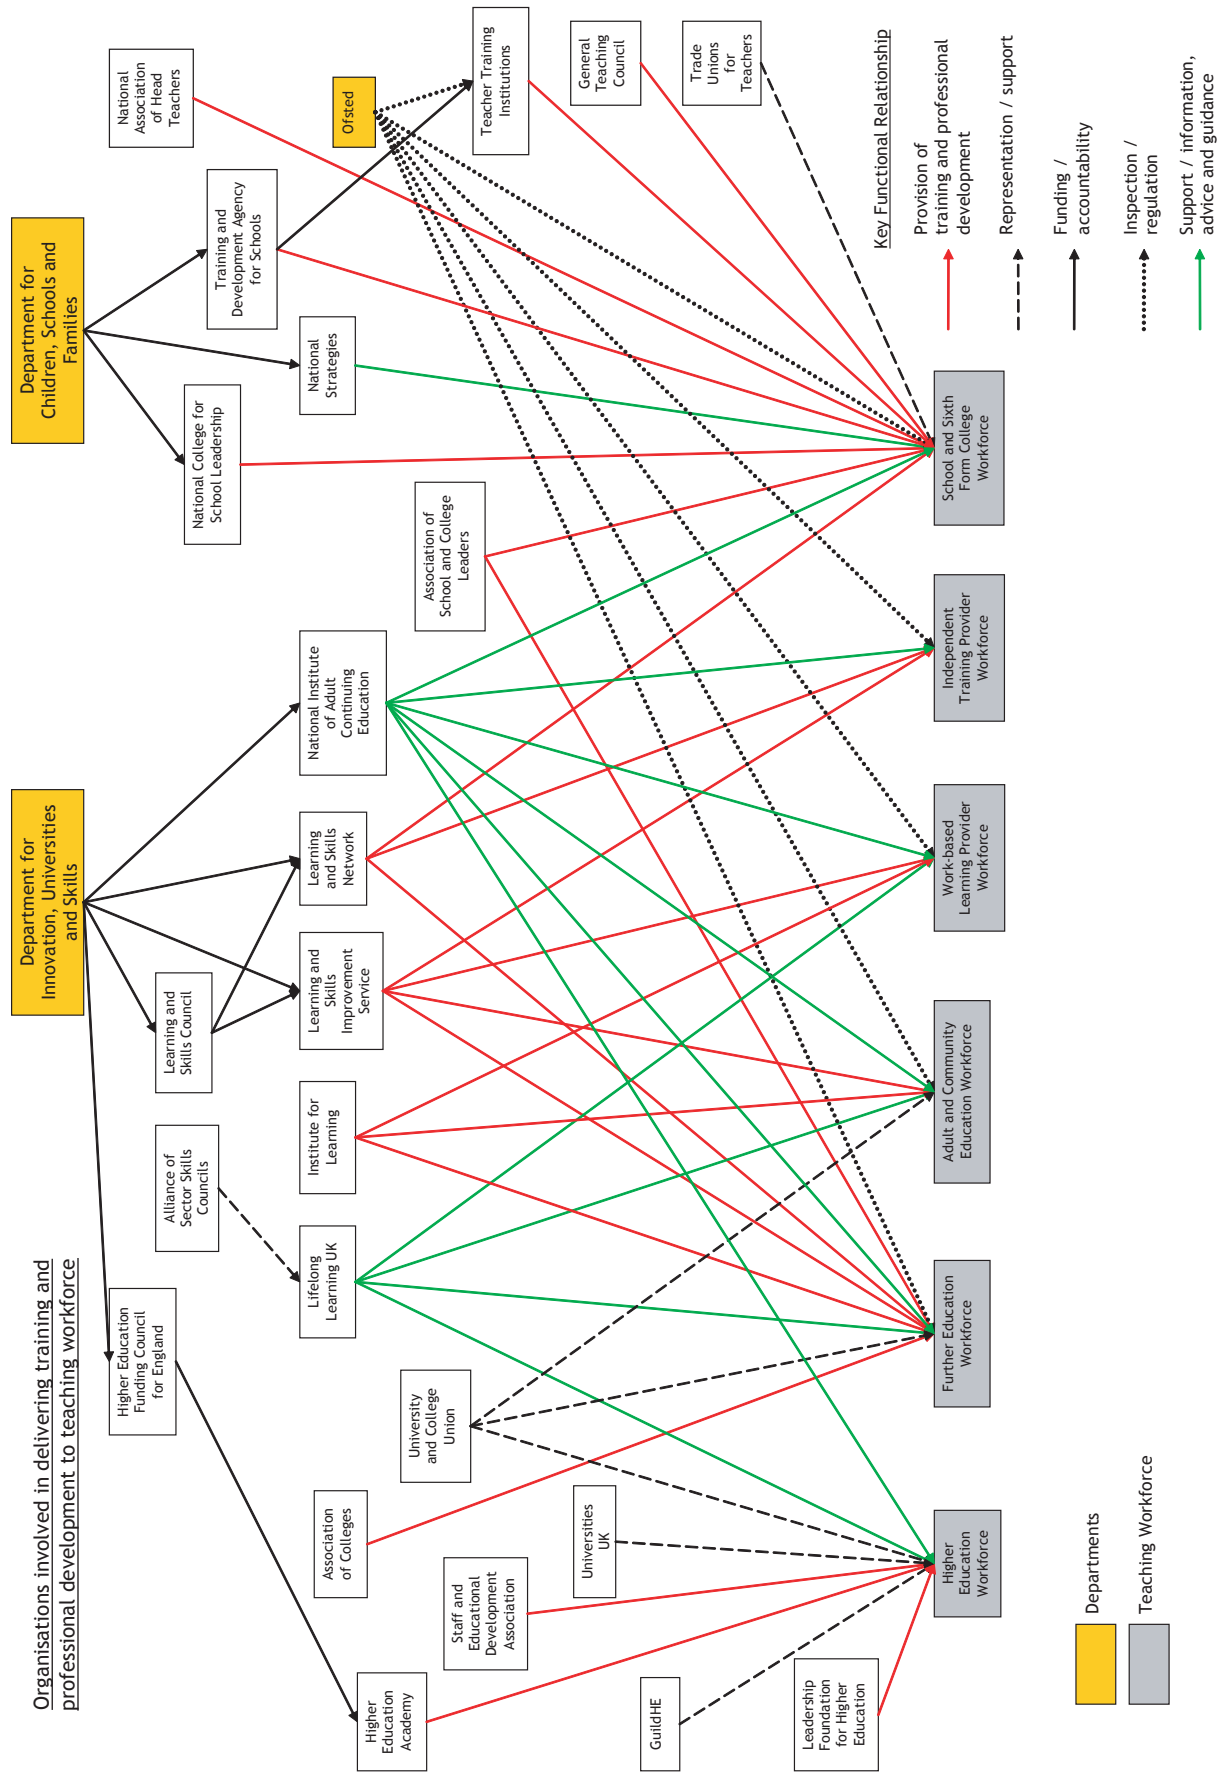 Organisations involved in delivering training and
professional development to teaching workforce
Department for
Innovation, Universities
and Skills
Department for
Children, Schools and
Families
Higher Education
Funding Council
for England
Alliance of
Sector Skills
Councils
Learning and
Skills Council
National College for
School Leadership
Training and
Development Agency
for Schools
National
Association
of Head
Teachers
Lifelong
Learning UK
Institute for
Learning
Learning and
Skills
Improvement
Service
Learning
and Skills
Network
National Institute
of Adult
Continuing
Education
National
Strategies
Ofsted
Higher
Education
Academy
Association
of Colleges
University
and College
Union
Association of
School and College
Leaders
Teacher Training
Institutions
Staff and
Educational
Development
Association
Universities
UK
General
Teaching
Council
GuildHE
Trade
Unions
for
Teachers
Leadership
Foundation
for Higher
Education
Higher
Education
Workforce
Further Education
Workforce
Adult and Community
Education Workforce
Work-based
Learning Provider
Workforce
Independent
Training Provider
Workforce
School and Sixth
Form College
Workforce
Key Functional Relationship
Provision of
training and professional
development
Representation / support
Funding /
accountability
Inspection /
regulation
Support / information,
advice and guidance
Departments
Teaching Workforce